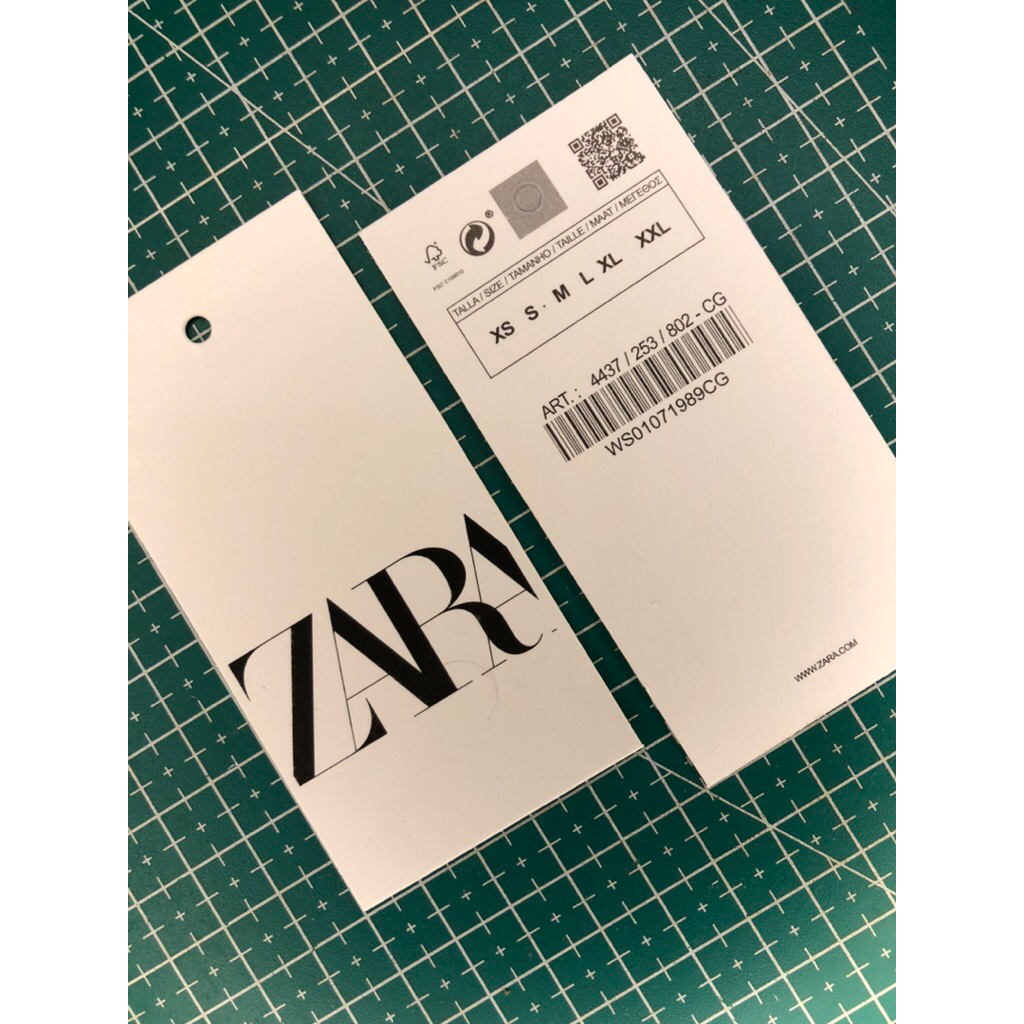 ZARA
FSC
®
TALLA / SIZE / TAMANHO / TAILLE / MAAT / ΜΕΓΕΘΟΣ
XS S · M L XL XXL
ART. : 4437 / 253 / 802 - CG
WS01071989CG
WWW.ZARA.COM